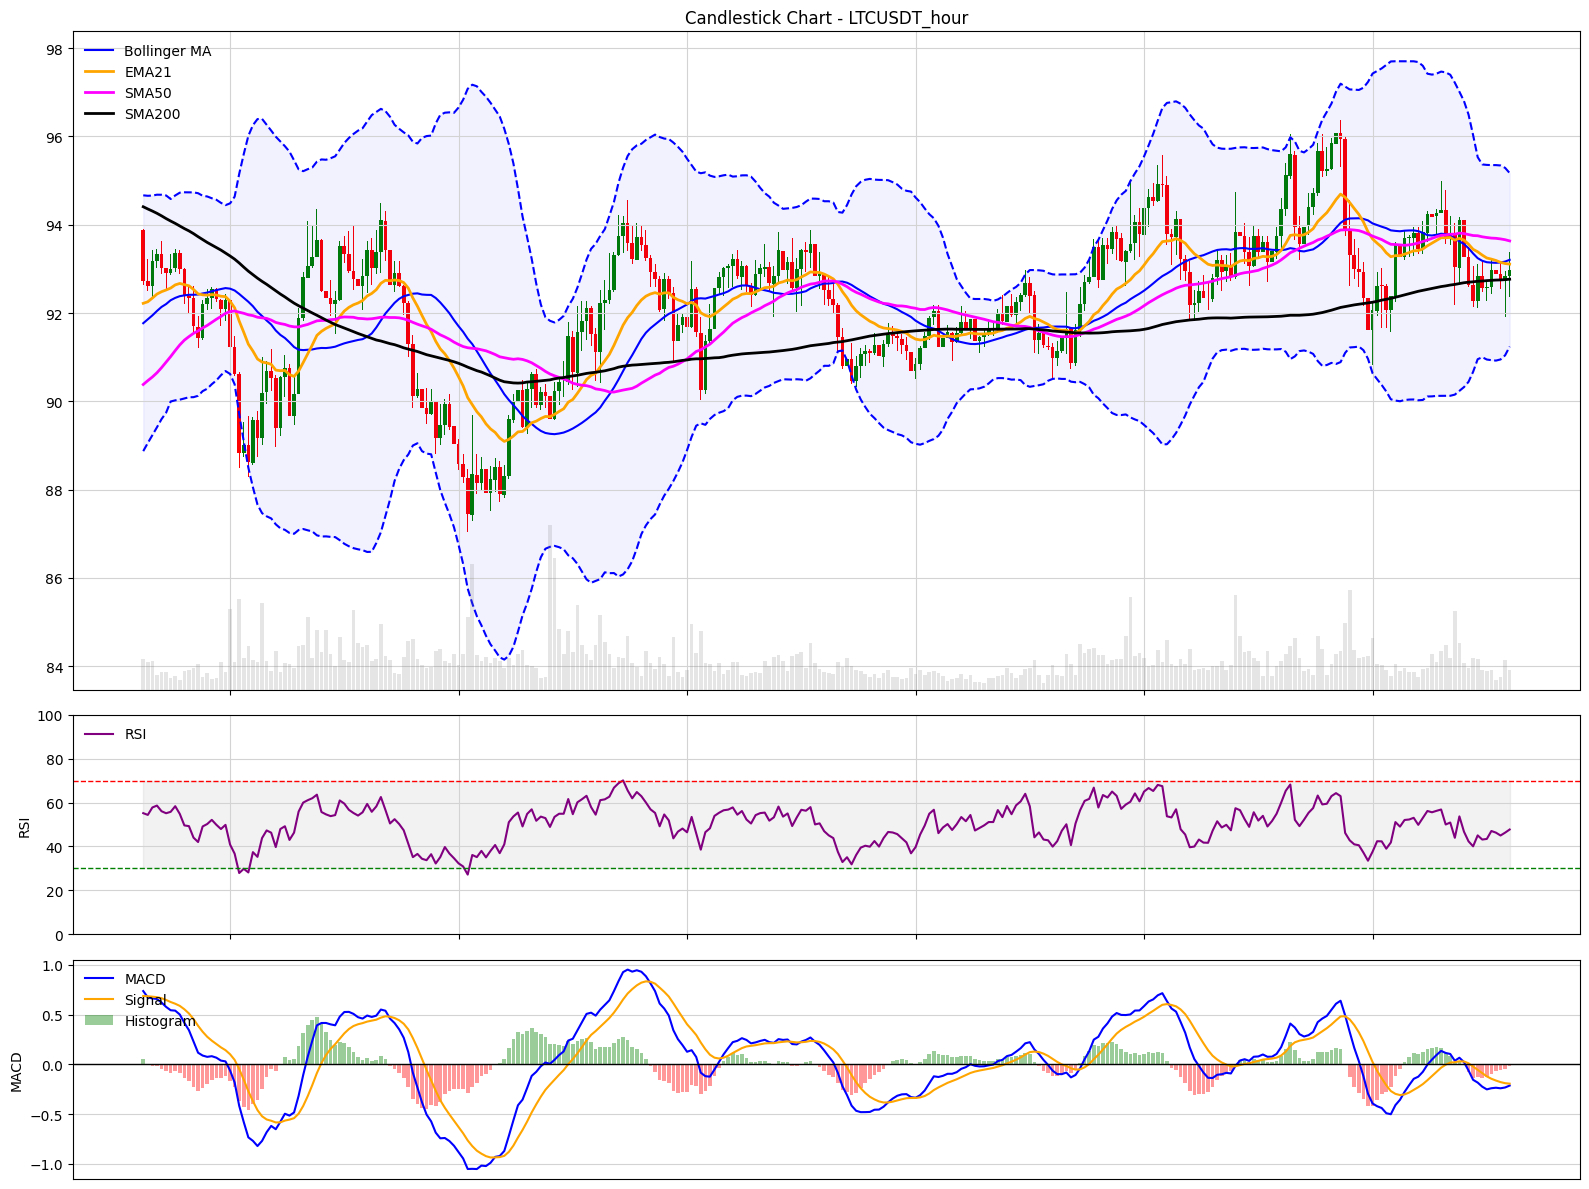 Candlestick Chart - LTCUSDT_hour
Bollinger MA
EMA21
SMA50
SMA200
98
96
94
92
90
88
86
84
RSI
100
80
60
40
20
0
RSI
MACD
Signal
Histogram
1.0
0.5
0.0
−0.5
−1.0
MACD